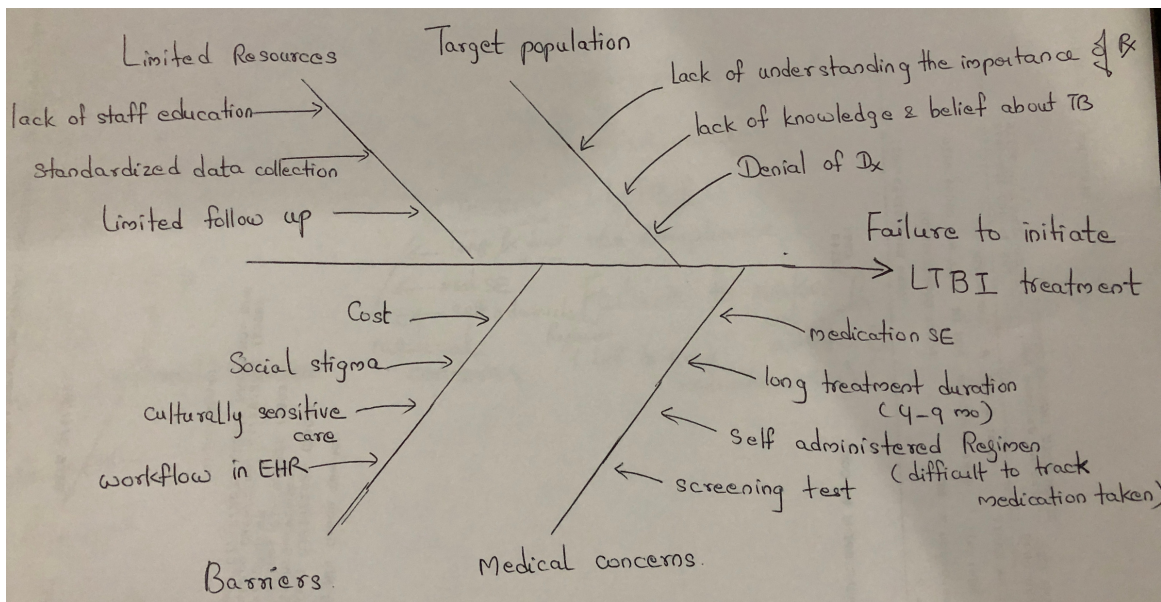 Limited Resources
lack of staff education
standardized data collection
Limited follow up
Target population
Lack of understanding the importance of ℞
lack of knowledge & belief about TB
Denial of Dx
Failure to initiate
LTBI treatment
Cost
Social stigma
culturally sensitive
care
workflow in EHR
Barriers.
medication SE
long treatment duration
(4-9 mo)
Self administered Regimen
(difficult to track
medication taken)
screening test
Medical concerns.